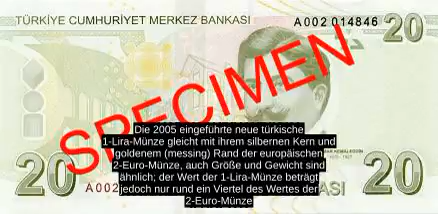 TÜRKİYE CUMHURİYET MERKEZ BANKASI
A002 014846
20
SPECIMEN
Die 2005 eingeführte neue türkische
1-Lira-Münze gleicht mit ihrem silbernen Kern und
goldenem (messing) Rand der europäischen
2-Euro-Münze, auch Größe und Gewicht sind
ähnlich; der Wert der 1-Lira-Münze beträgt
jedoch nur rund ein Viertel des Wertes der
2-Euro-Münze
20
A002
20